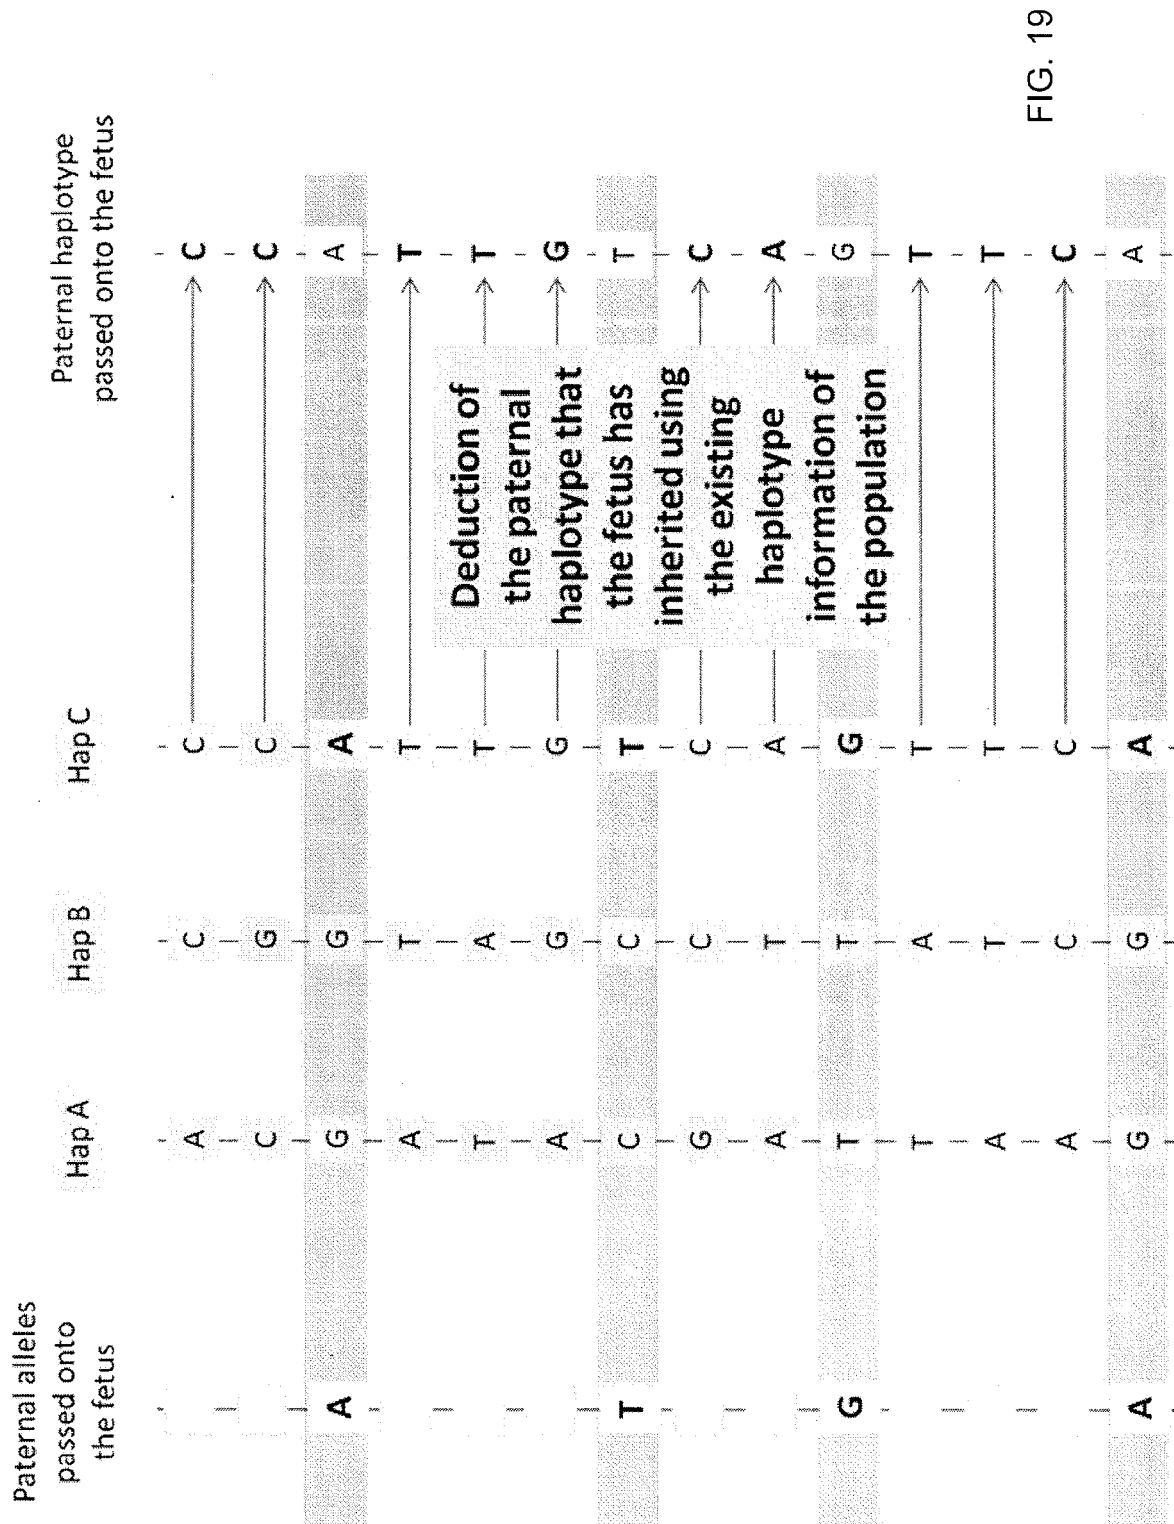 Paternal alleles
passed onto
the fetus
Hap A
Hap B
Hap C
Paternal haplotype
passed onto the fetus
A C C C
C G C C
A G G A A
A T T T
T A T T
A G G G
T C C T T
G C C C
A T A A
G T T G G
T A T T
A T T T
A C C C
A G G A A
Deduction of
the paternal
haplotype that
the fetus has
inherited using
the existing
haplotype
information of
the population
FIG. 19